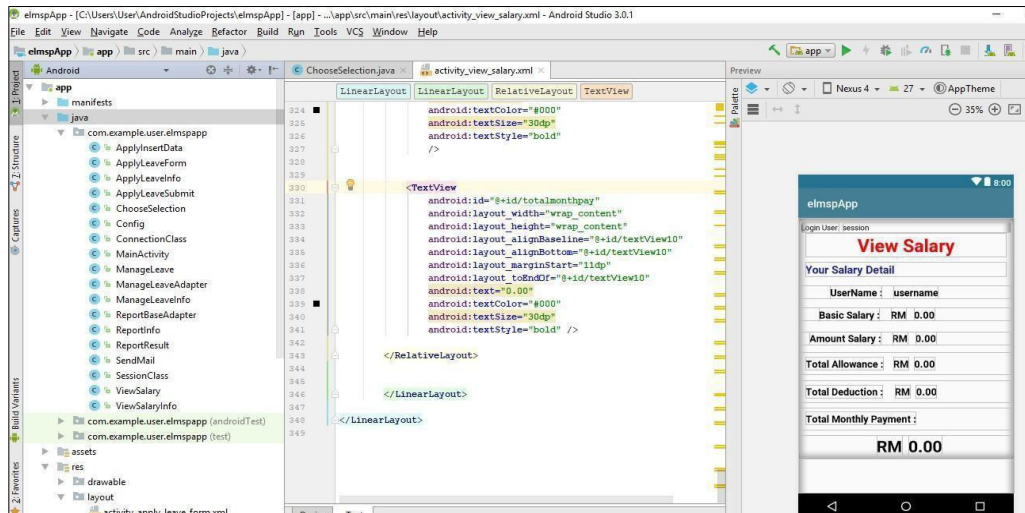 elmspApp - [C:\Users\User\AndroidStudioProjects\elmspApp] - [app] - ...\app\src\main\res\layout\activity_view_salary.xml - Android Studio 3.0.1
File Edit View Navigate Code Analyze Refactor Build Run Tools VCS Window Help
elmspApp app src main java
app
Android
ChooseSelection.java
activity_view_salary.xml
Preview
1: Project
7: Structure
Captures
Build Variants
2: Favorites
app
manifests
java
com.example.user.elmspapp
ApplyInsertData
ApplyLeaveForm
ApplyLeaveInfo
ApplyLeaveSubmit
ChooseSelection
Config
ConnectionClass
MainActivity
ManageLeave
ManageLeaveAdapter
ManageLeaveInfo
ReportBaseAdapter
ReportInfo
ReportResult
SendMail
SessionClass
ViewSalary
ViewSalaryInfo
com.example.user.elmspapp (androidTest)
com.example.user.elmspapp (test)
assets
res
drawable
layout
activity_apply_leave_form.xml
LinearLayout LinearLayout RelativeLayout TextView
324 android:textColor="#000"
325 android:textSize="30dp"
326 android:textStyle="bold"
327 />
328
329
330 <TextView
331 android:id="@+id/totalmonthpay"
332 android:layout_width="wrap_content"
333 android:layout_height="wrap_content"
334 android:layout_alignBaseline="@+id/textView10"
335 android:layout_alignBottom="@+id/textView10"
336 android:layout_marginStart="11dp"
337 android:layout_toEndOf="@+id/textView10"
338 android:text="0.00"
339 android:textColor="#000"
340 android:textSize="30dp"
341 android:textStyle="bold" />
342
343 </RelativeLayout>
344
345
346 </LinearLayout>
347
348 </LinearLayout>
349
Palette
Nexus 4 27 AppTheme
35%
8:00
elmspApp
Login User: session
View Salary
Your Salary Detail
UserName : username
Basic Salary : RM 0.00
Amount Salary : RM 0.00
Total Allowance : RM 0.00
Total Deduction : RM 0.00
Total Monthly Payment :
RM 0.00